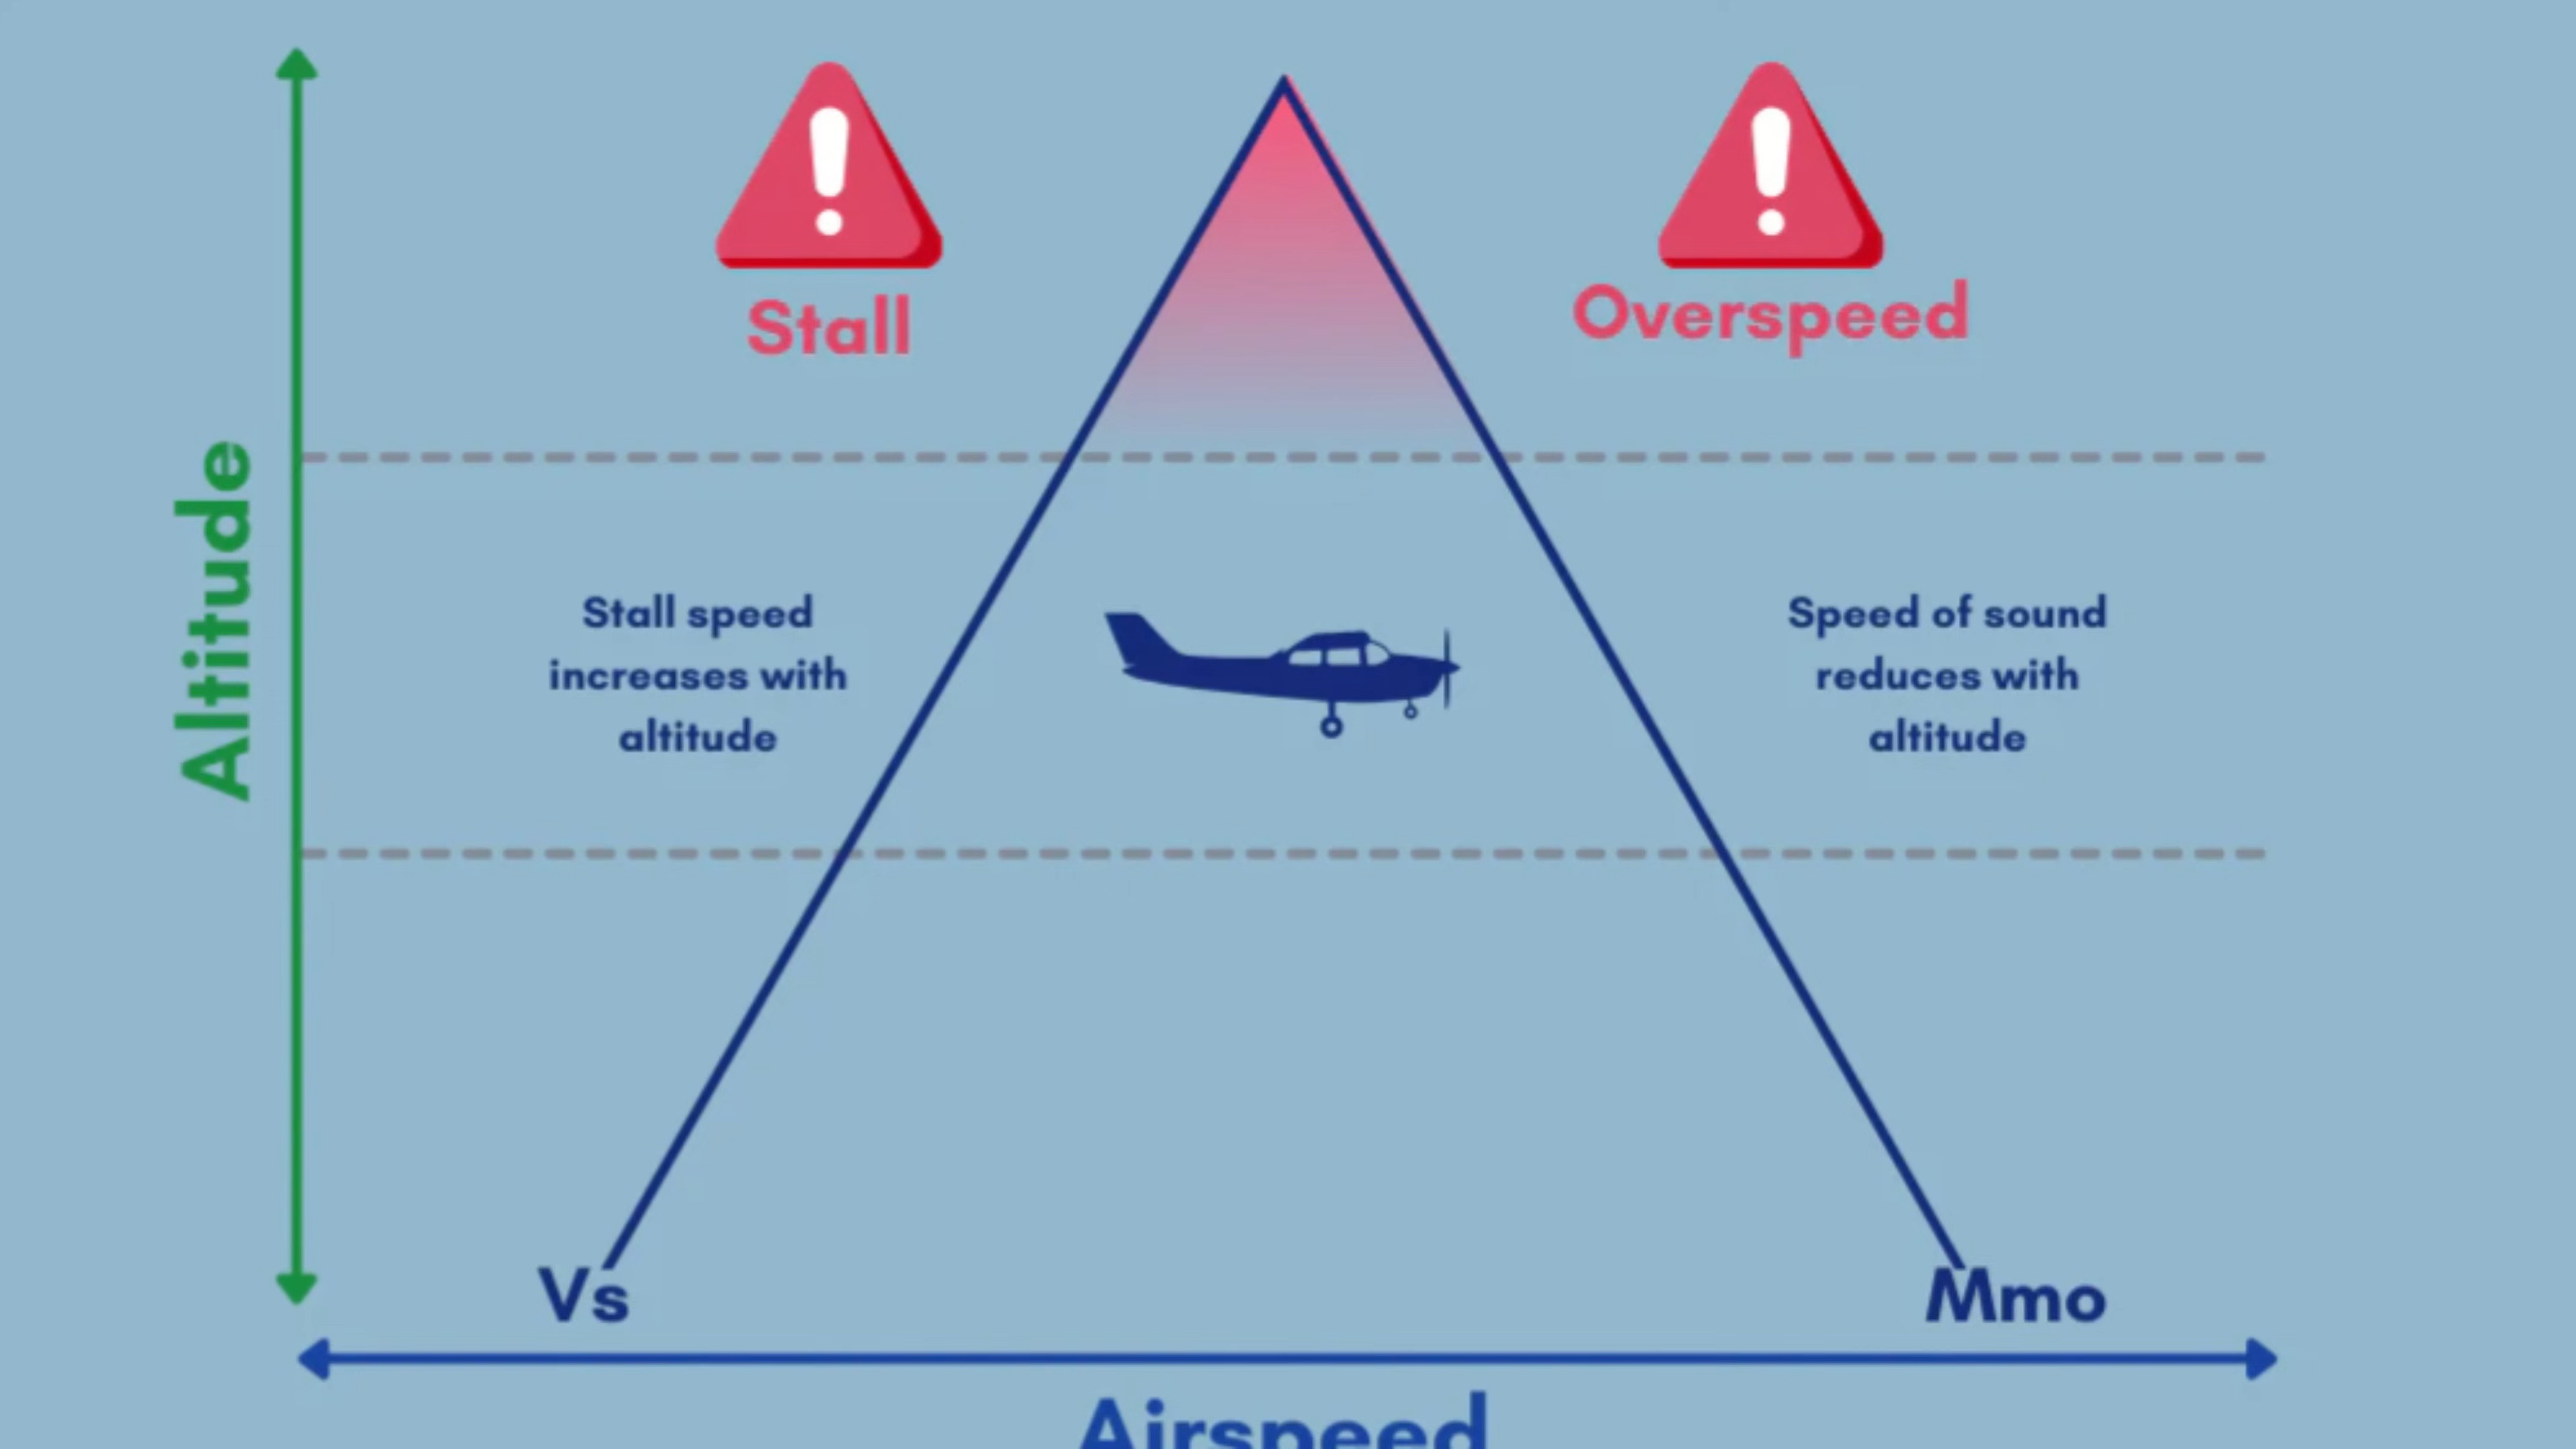 Stall
Overspeed
Altitude
Stall speed
increases with
altitude
Speed of sound
reduces with
altitude
Vs
Mmo
Airspeed